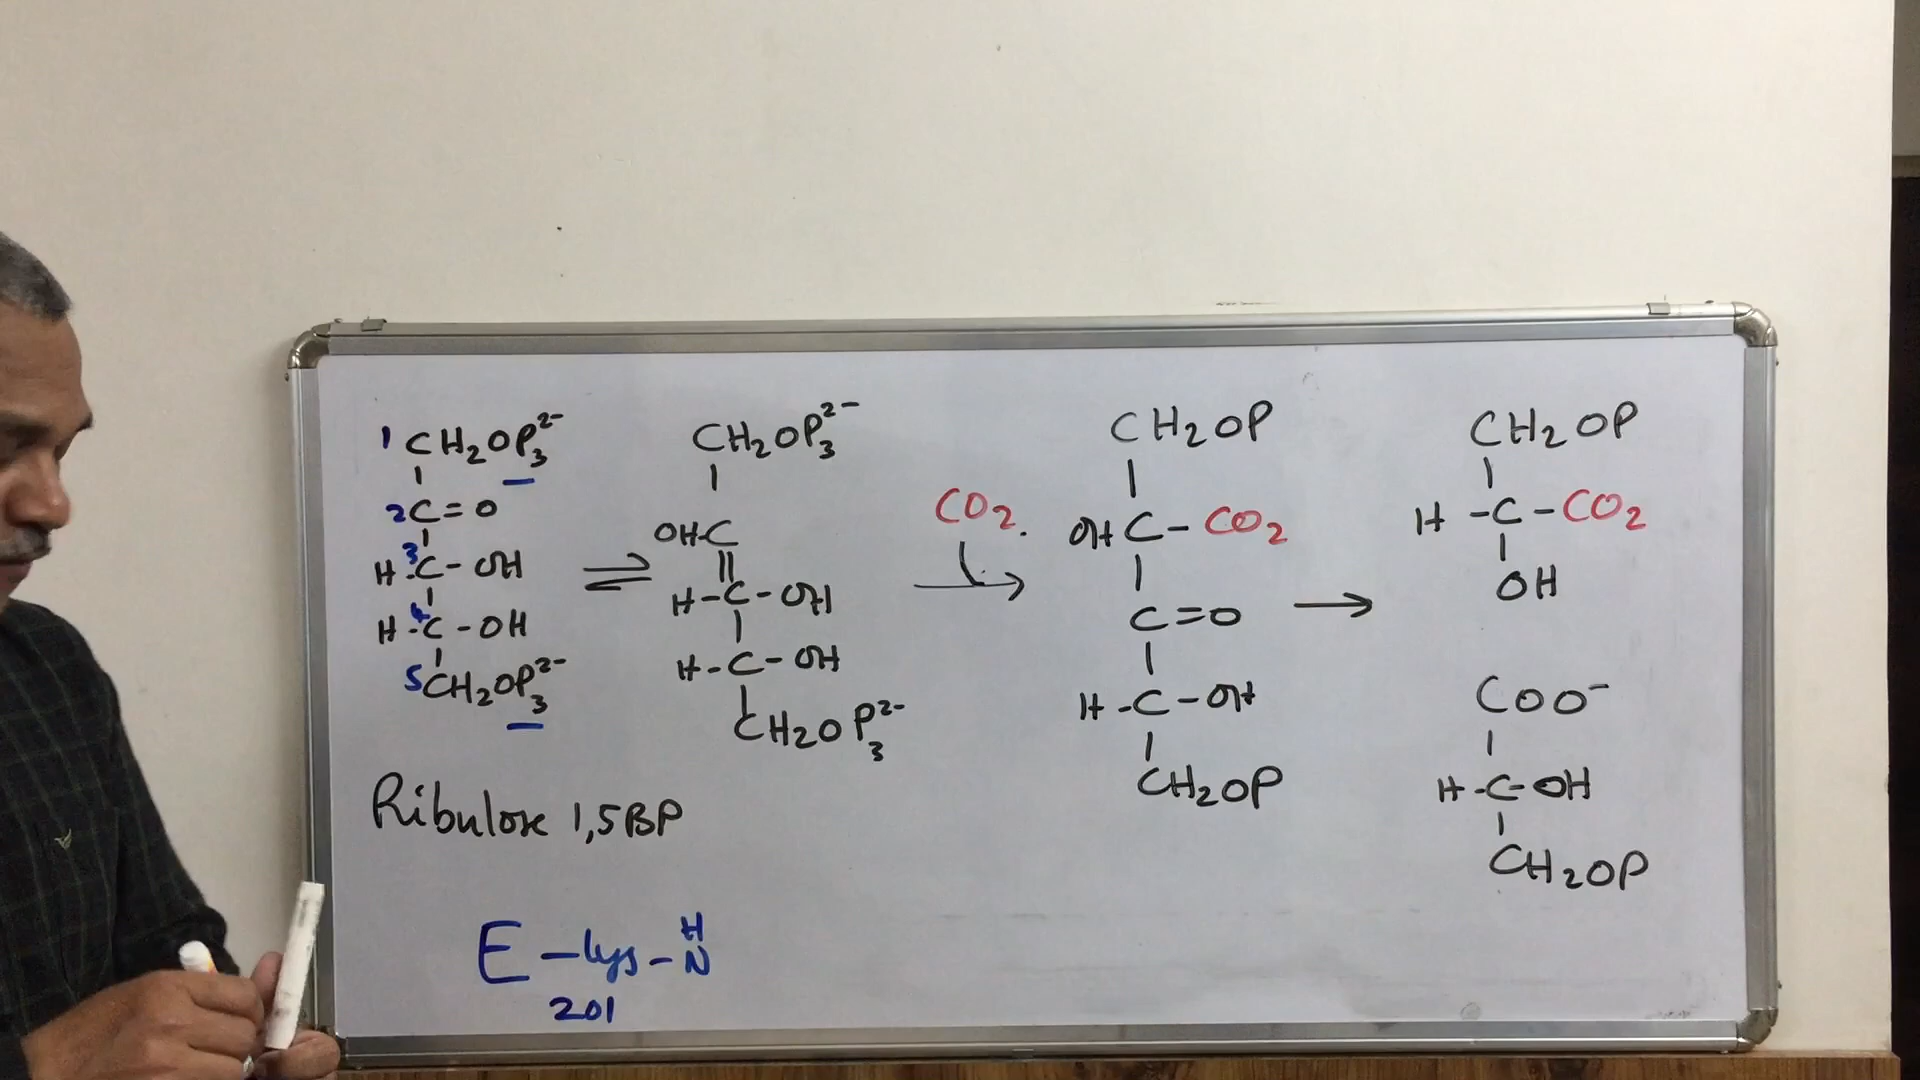 1 CH2OP3 2-
2 C=O
H-3C-OH
H-4C-OH
5 CH2OP3 2-
Ribulose 1,5BP
CH2OP3 2-
OH-C
H-C-OH
H-C-OH
CH2OP3 2-
CO2.
CH2OP
OH C-CO2
C=O
H-C-OH
CH2OP
CH2OP
H-C-CO2
OH
COO-
H-C-OH
CH2OP
H
E-lys-N
201